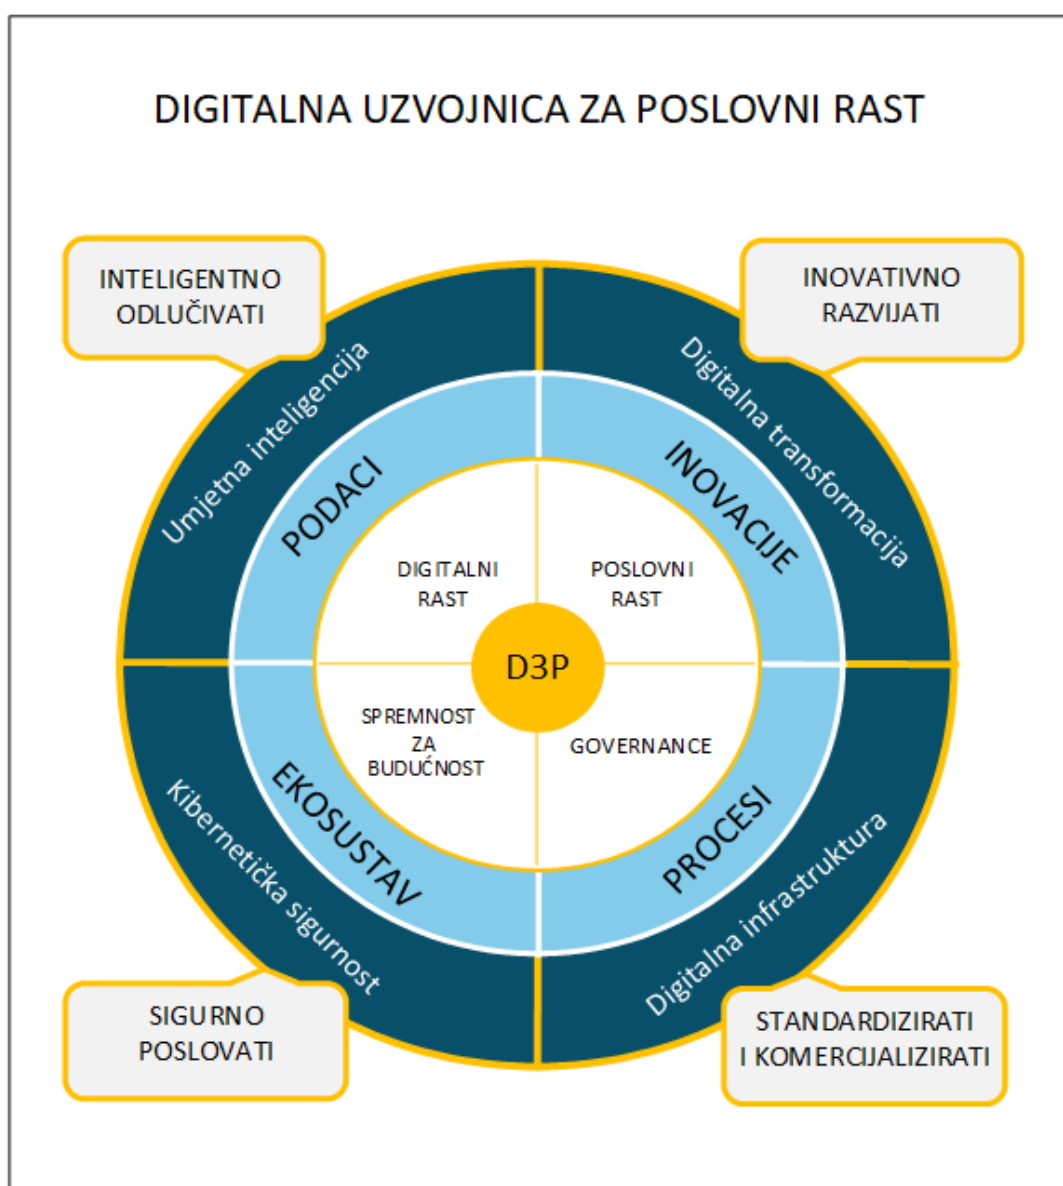 DIGITALNA UZVOJNICA ZA POSLOVNI RAST
INTELIGENTNO
ODLUČIVATI
INOVATIVNO
RAZVIJATI
Umjetna inteligencija
Digitalna transformacija
PODACI
INOVACIJE
DIGITALNI
RAST
POSLOVNI
RAST
D3P
SPREMNOST
ZA
BUDUĆNOST
GOVERNANCE
EKOSUSTAV
PROCESI
Kibernetička sigurnost
Digitalna infrastruktura
SIGURNO
POSLOVATI
STANDARDIZIRATI
I KOMERCIJALIZIRATI